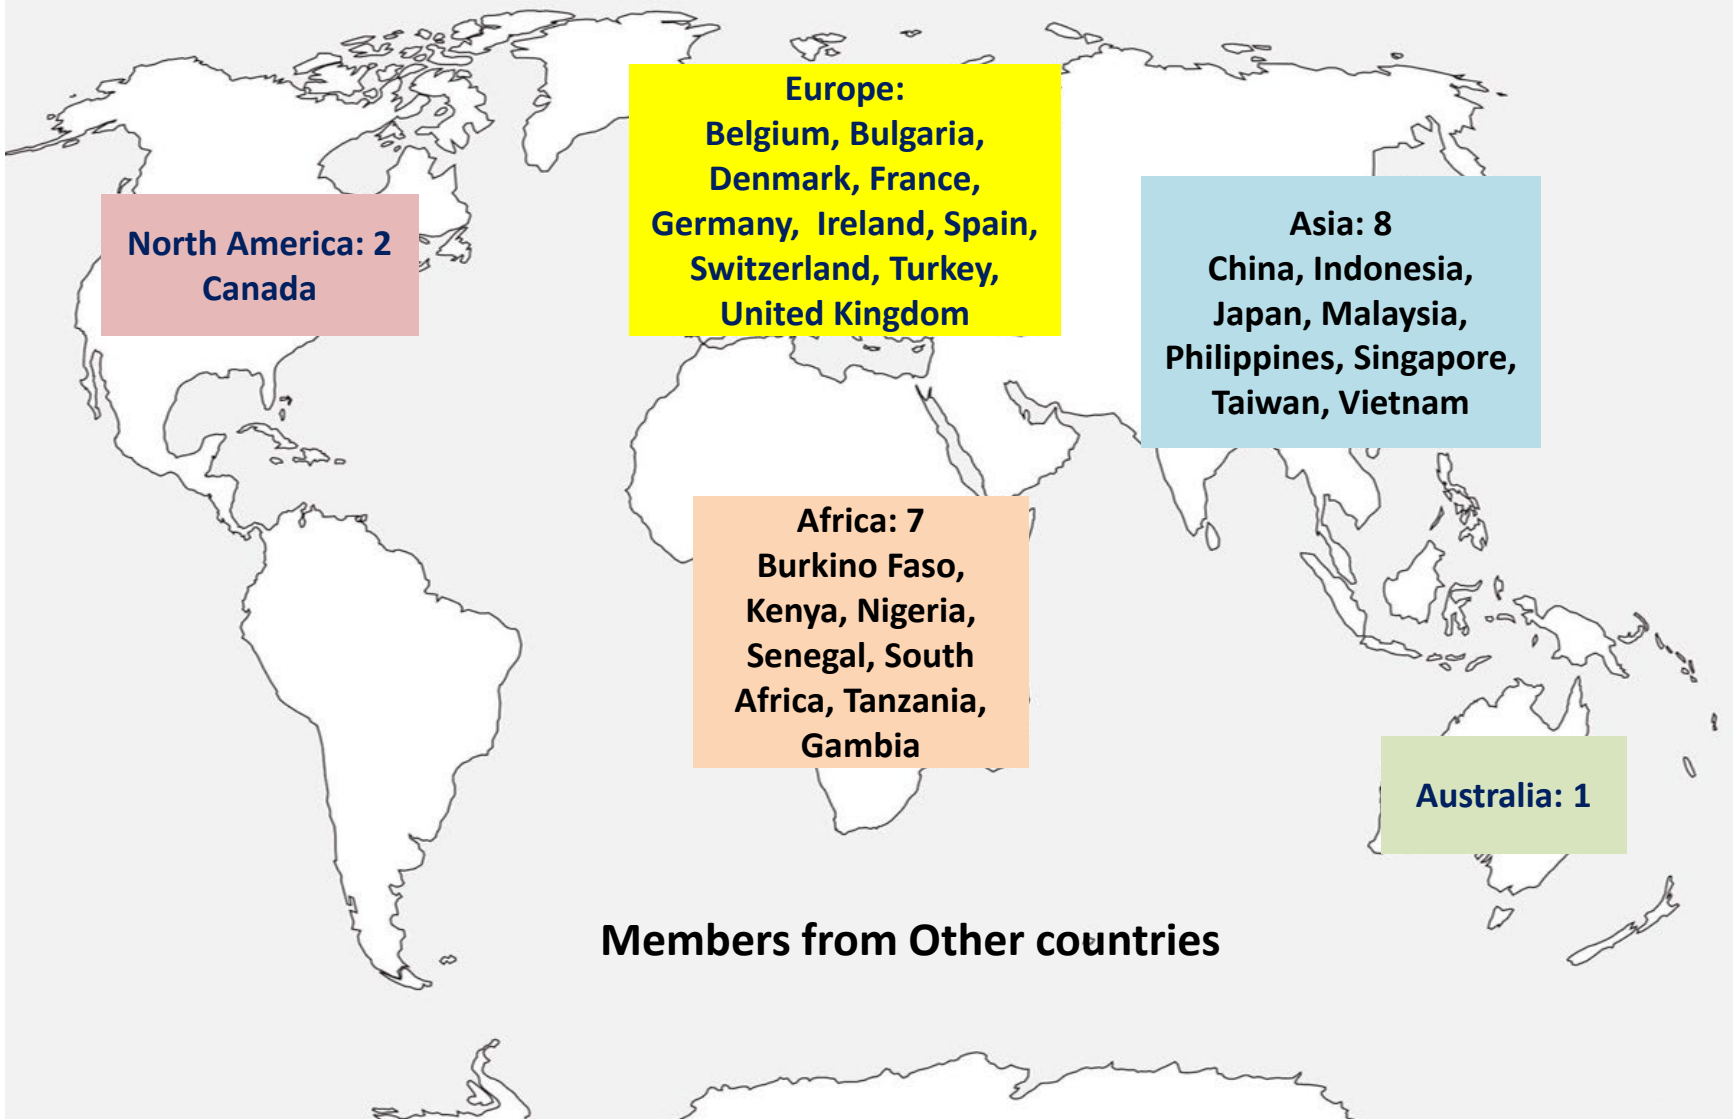 Europe:
Belgium, Bulgaria,
Denmark, France,
Germany, Ireland, Spain,
Switzerland, Turkey,
United Kingdom
North America: 2
Canada
Asia: 8
China, Indonesia,
Japan, Malaysia,
Philippines, Singapore,
Taiwan, Vietnam
Africa: 7
Burkino Faso,
Kenya, Nigeria,
Senegal, South
Africa, Tanzania,
Gambia
Australia: 1
Members from Other countries